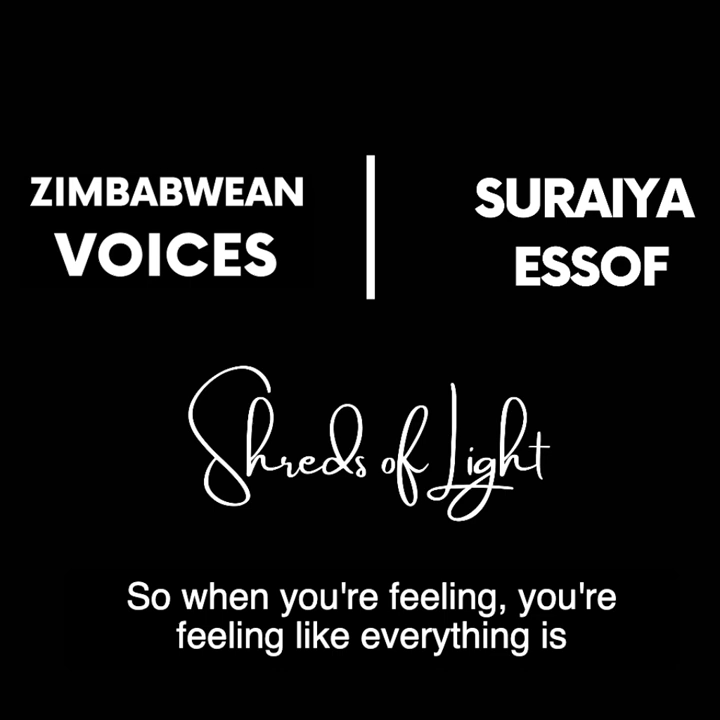 ZIMBABWEAN
VOICES
SURAIYA
ESSOF
Shreds of Light
So when you're feeling, you're
feeling like everything is